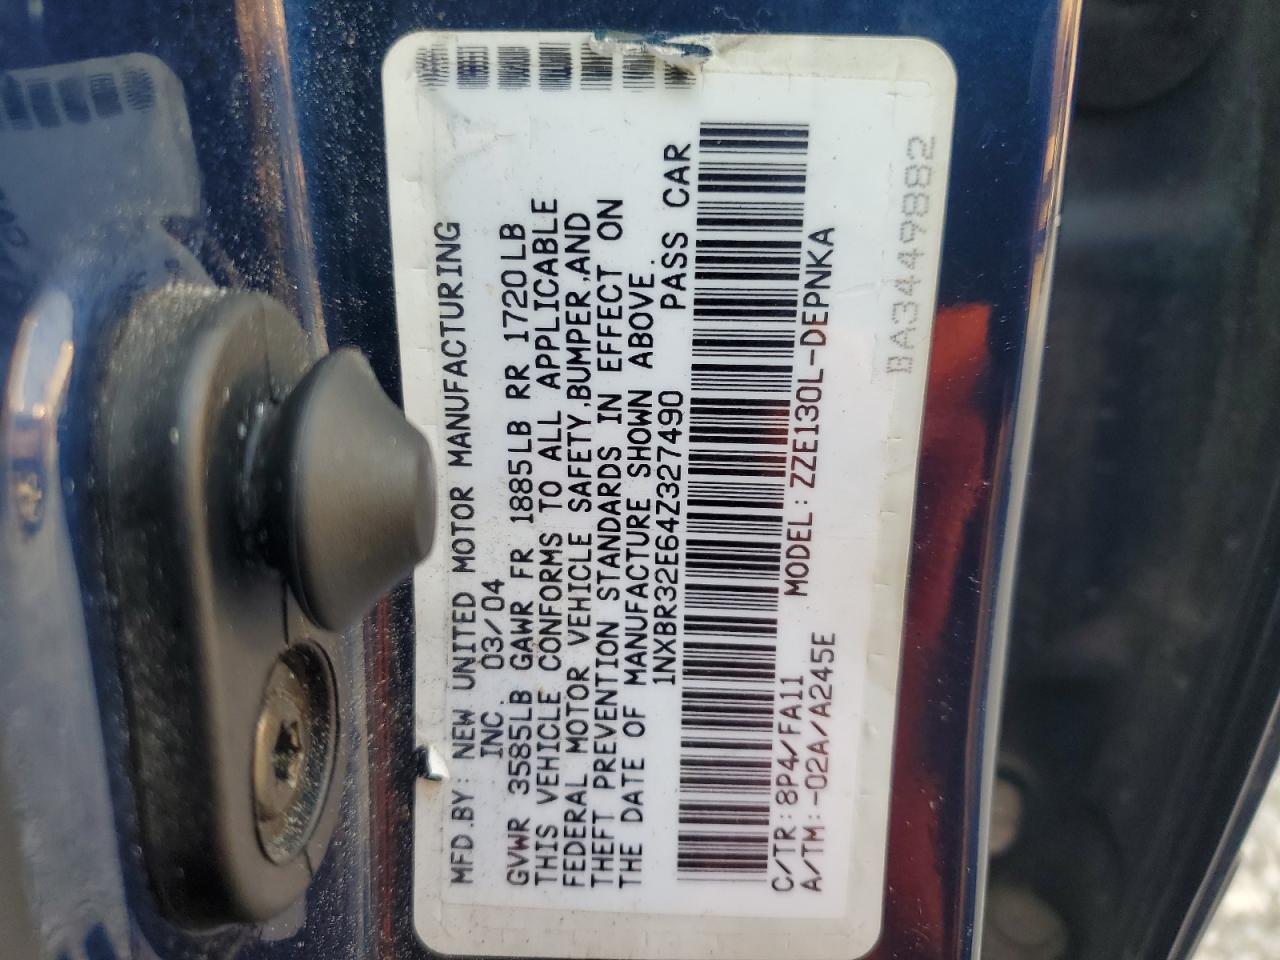 MFD.BY: NEW UNITED MOTOR MANUFACTURING
INC. 03/04
GVWR 3585LB GAWR FR 1885LB RR 1720LB
THIS VEHICLE CONFORMS TO ALL APPLICABLE
FEDERAL MOTOR VEHICLE SAFETY,BUMPER,AND
THEFT PREVENTION STANDARDS IN EFFECT ON
THE DATE OF MANUFACTURE SHOWN ABOVE.
1NXBR32E64Z327490 PASS CAR
C/TR:8P4/FA11 MODEL:ZZE130L-DEPNKA
A/TM:-02A/A245E
BA3449882